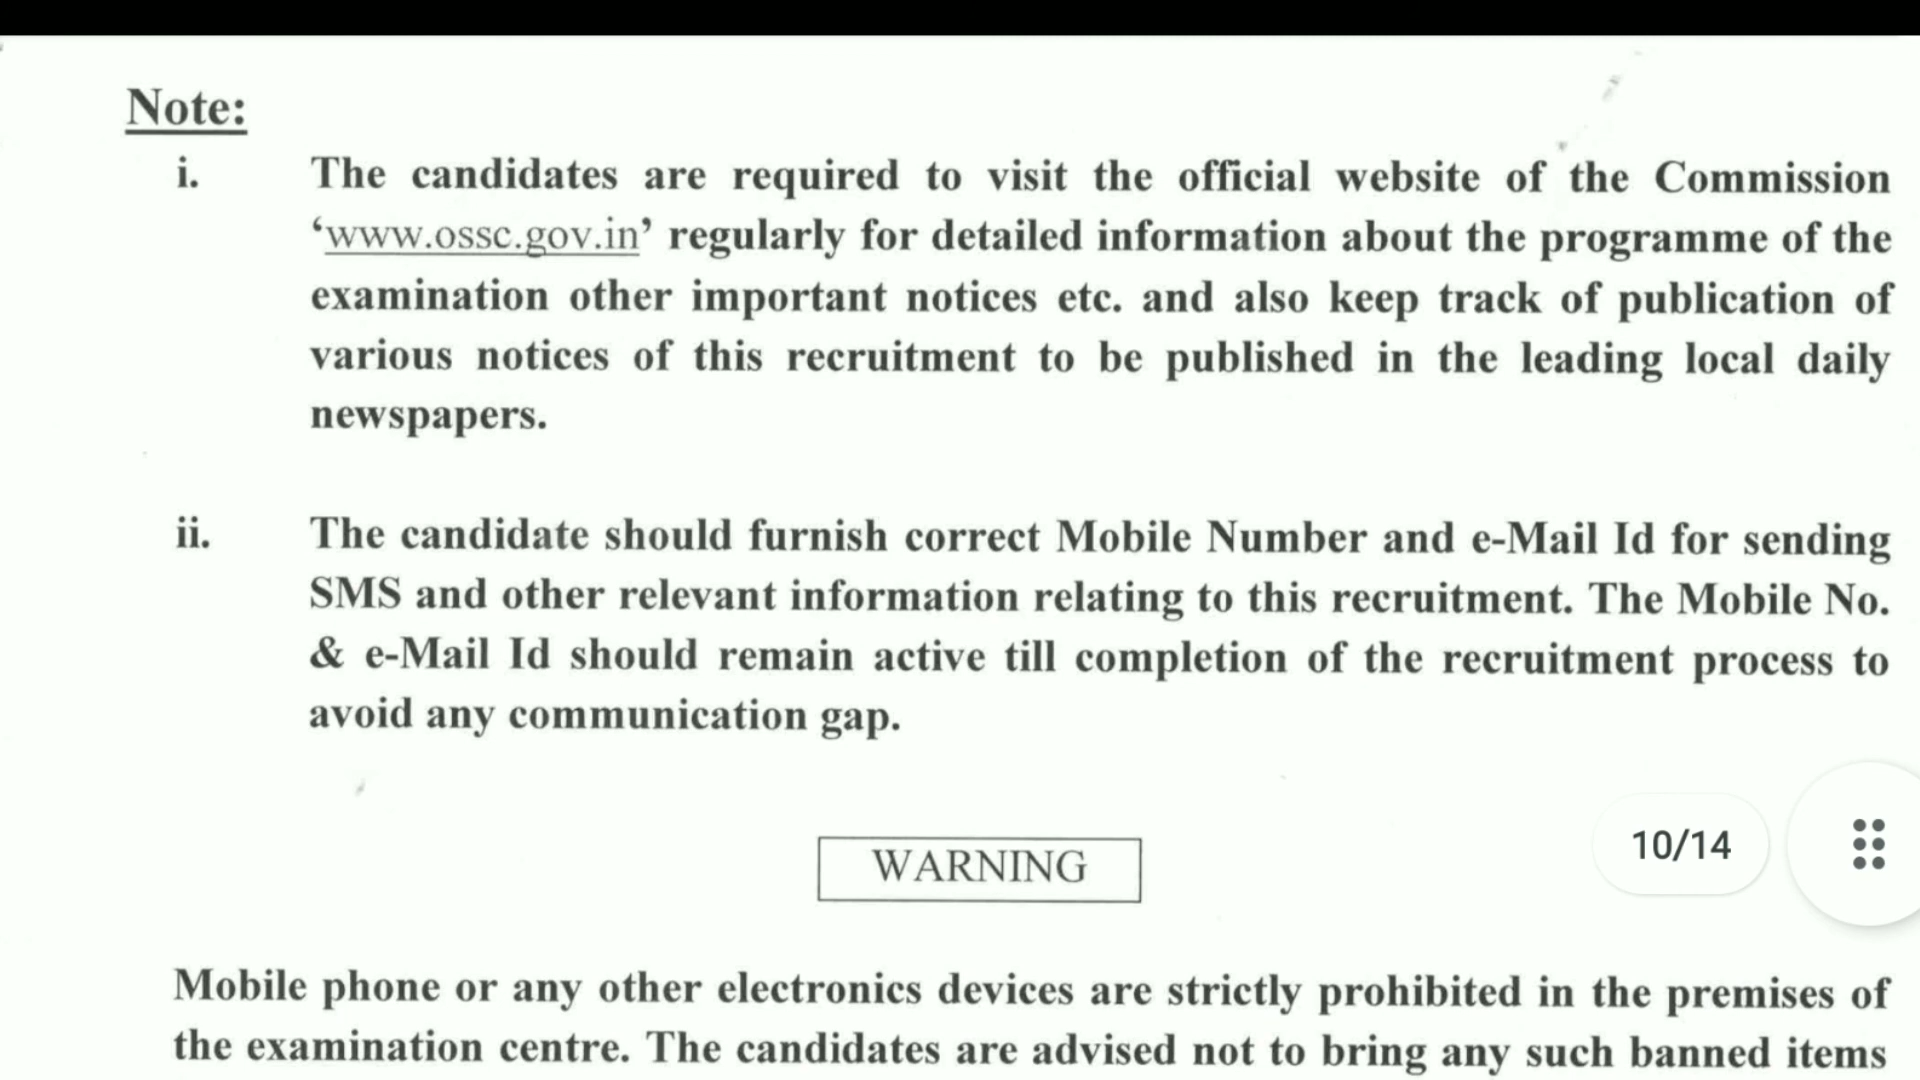 Note:
i. The candidates are required to visit the official website of the Commission
‘www.ossc.gov.in’ regularly for detailed information about the programme of the
examination other important notices etc. and also keep track of publication of
various notices of this recruitment to be published in the leading local daily
newspapers.
ii. The candidate should furnish correct Mobile Number and e-Mail Id for sending
SMS and other relevant information relating to this recruitment. The Mobile No.
& e-Mail Id should remain active till completion of the recruitment process to
avoid any communication gap.
10/14
WARNING
Mobile phone or any other electronics devices are strictly prohibited in the premises of
the examination centre. The candidates are advised not to bring any such banned items